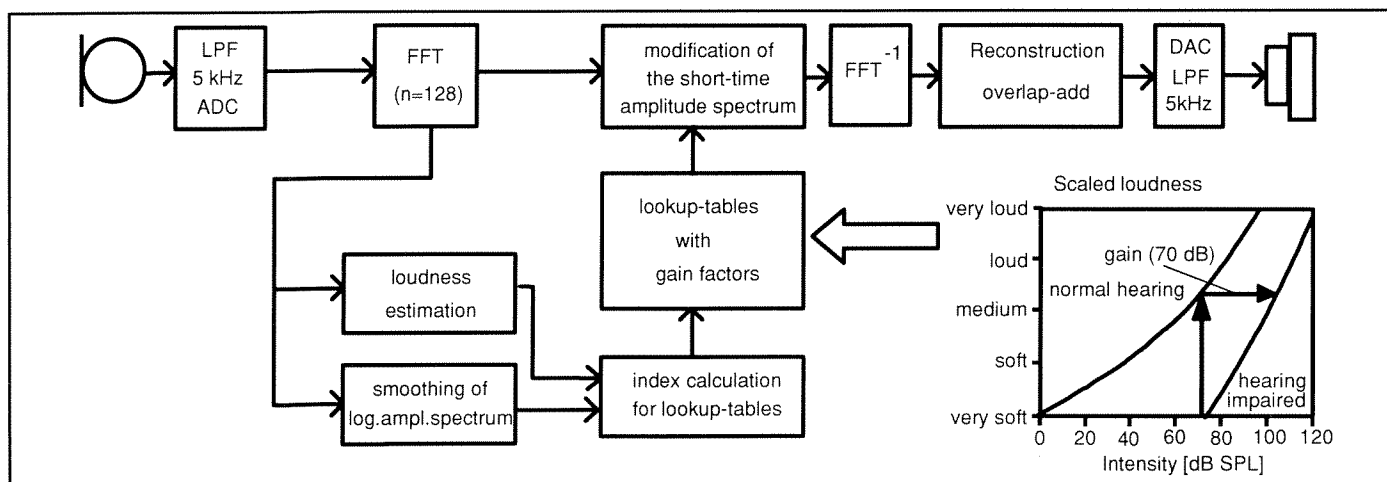 LPF
5 kHz
ADC
FFT
(n=128)
modification of
the short-time
amplitude spectrum
FFT -1
Reconstruction
overlap-add
DAC
LPF
5kHz
lookup-tables
with
gain factors
loudness
estimation
smoothing of
log.ampl.spectrum
index calculation
for lookup-tables
Scaled loudness
very loud
loud
medium
soft
very soft
gain (70 dB)
normal hearing
hearing
impaired
0 20 40 60 80 100 120
Intensity [dB SPL]